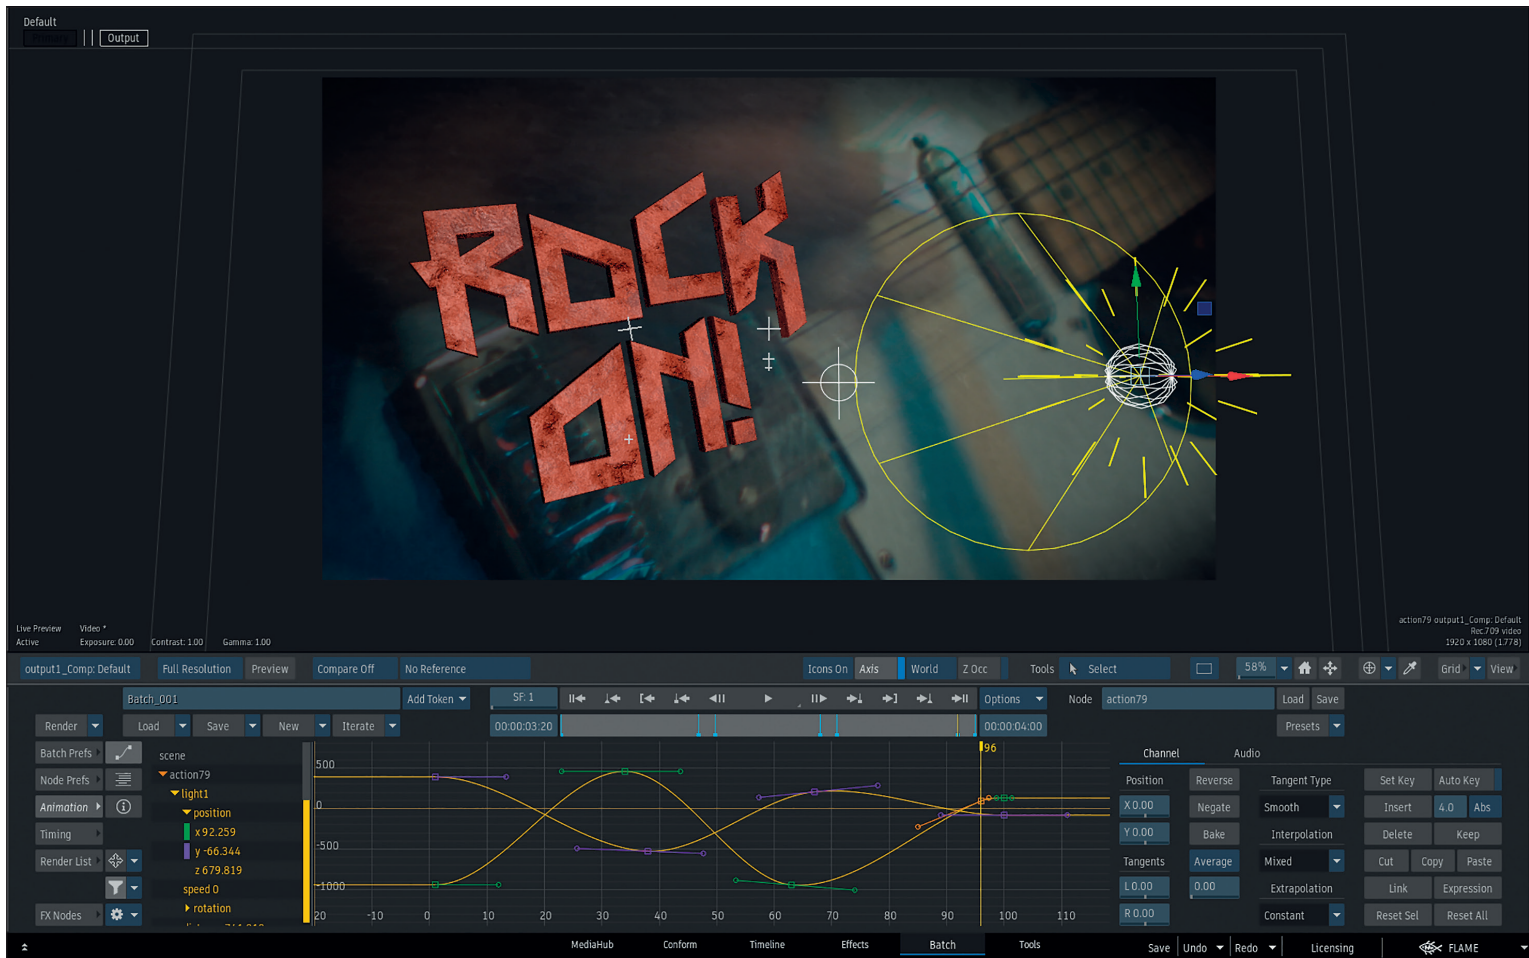 Default
Primary Output
ROCK
ON!
Live Preview Video *
Active Exposure: 0.00 Contrast: 1.00 Gamma: 1.00
action79 output1_Comp: Default
Rec.709 video
1920 x 1080 (1.778)
output1_Comp: Default Full Resolution Preview Compare Off No Reference Icons On Axis World Z Occ Tools Select 58% Grid View
Batch_001 Add Token SF: 1 Options Node action79 Load Save
Render Load Save New Iterate 00:00:03:20 00:00:04:00 Presets
Batch Prefs scene 500 96 Channel Audio
Node Prefs action79 Position Reverse Tangent Type Set Key Auto Key
Animation light1 0 X 0.00 Negate Smooth Insert 4.0 Abs
position
Timing x 92.259 -500 Y 0.00 Bake Interpolation Delete Keep
Render List y -66.344 Tangents Average Mixed Cut Copy Paste
z 679.819
speed 0 -1000 L 0.00 0.00 Extrapolation Link Expression
FX Nodes rotation 20 -10 0 10 20 30 40 50 60 70 80 90 100 110 R 0.00 Constant Reset Sel Reset All
MediaHub Conform Timeline Effects Batch Tools Save Undo Redo Licensing FLAME